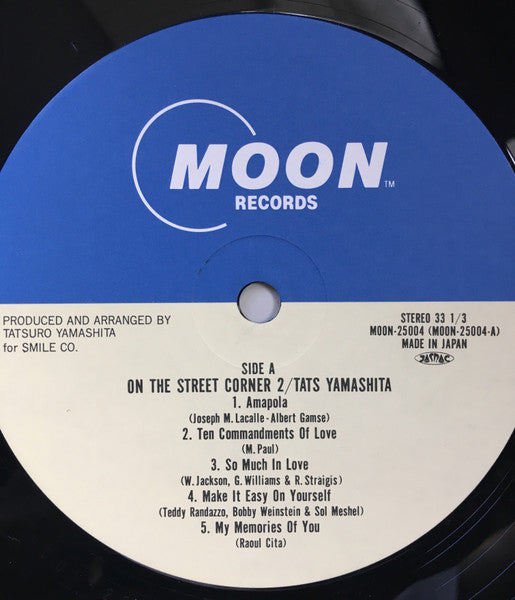 MOON
RECORDS
TM
PRODUCED AND ARRANGED BY
TATSURO YAMASHITA
for SMILE CO.
STEREO 33 1/3
MOON-25004 (MOON-25004-A)
MADE IN JAPAN
JASRAC
SIDE A
ON THE STREET CORNER 2/TATS YAMASHITA
1. Amapola
(Joseph M. Lacalle-Albert Gamse)
2. Ten Commandments Of Love
(M. Paul)
3. So Much In Love
(W. Jackson, G. Williams & R. Straigis)
4. Make It Easy On Yourself
(Teddy Randazzo, Bobby Weinstein & Sol Meshel)
5. My Memories Of You
(Raoul Cita)